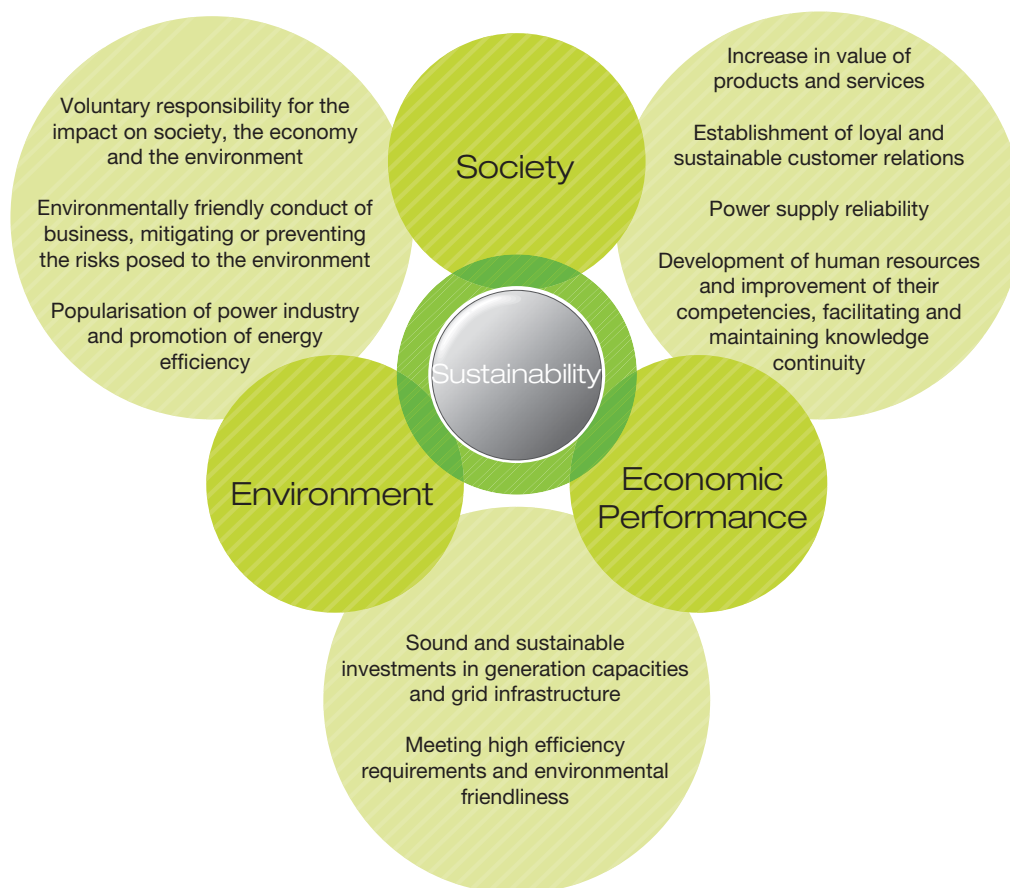 Voluntary responsibility for the
impact on society, the economy
and the environment
Environmentally friendly conduct of
business, mitigating or preventing
the risks posed to the environment
Popularisation of power industry
and promotion of energy
efficiency
Society
Increase in value of
products and services
Establishment of loyal and
sustainable customer relations
Power supply reliability
Development of human resources
and improvement of their
competencies, facilitating and
maintaining knowledge
continuity
Sustainability
Environment
Economic
Performance
Sound and sustainable
investments in generation capacities
and grid infrastructure
Meeting high efficiency
requirements and environmental
friendliness